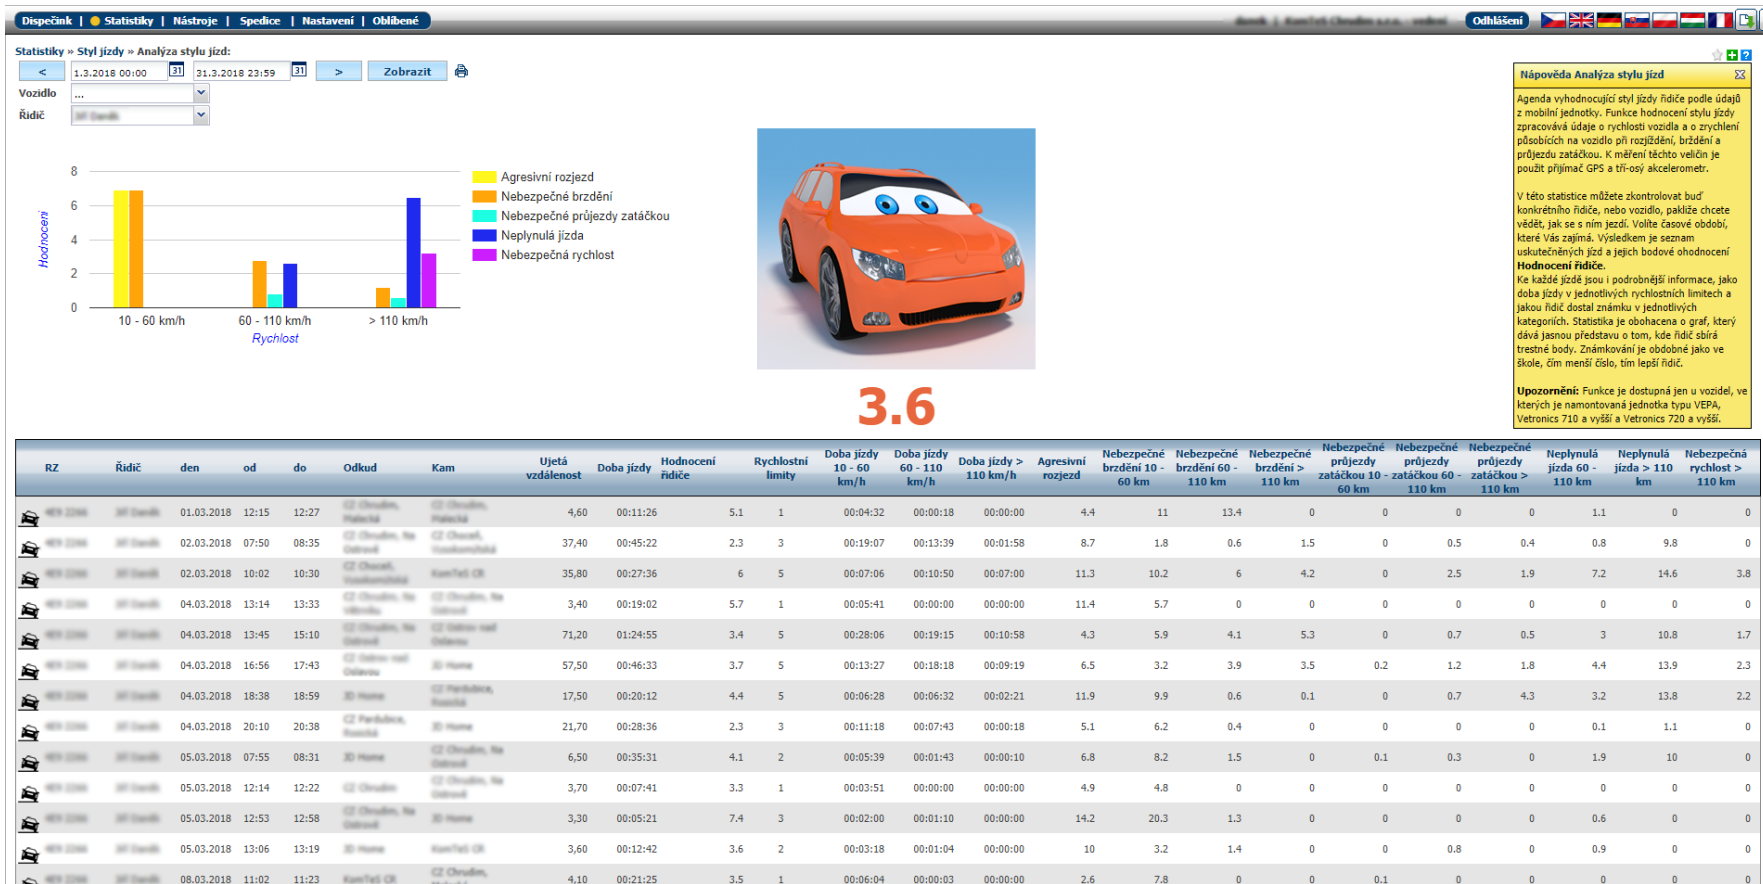 Dispečink | Statistiky | Nástroje | Spedice | Nastavení | Oblíbené
Odhlášení
Statistiky » Styl jízdy » Analýza stylu jízd:
< 1.3.2018 00:00 31 31.3.2018 23:59 31 > Zobrazit
Vozidlo ...
Řidič
8
6
4
2
0
Hodnocení
10 - 60 km/h 60 - 110 km/h > 110 km/h
Rychlost
Agresivní rozjezd
Nebezpečné brzdění
Nebezpečné průjezdy zatáčkou
Neplynulá jízda
Nebezpečná rychlost
3.6
Nápověda Analýza stylu jízd
Agenda vyhodnocující styl jízdy řidiče podle údajů
z mobilní jednotky. Funkce hodnocení stylu jízdy
zpracovává údaje o rychlosti vozidla a o zrychlení
působících na vozidlo při rozjíždění, brždění a
průjezdu zatáčkou. K měření těchto veličin je
použit přijímač GPS a tří-osý akcelerometr.
V této statistice můžete zkontrolovat buď
konkrétního řidiče, nebo vozidlo, pakliže chcete
vědět, jak se s ním jezdí. Volíte časové období,
které Vás zajímá. Výsledkem je seznam
uskutečněných jízd a jejich bodové ohodnocení
Hodnocení řidiče.
Ke každé jízdě jsou i podrobnější informace, jako
doba jízdy v jednotlivých rychlostních limitech a
jakou řidič dostal známku v jednotlivých
kategoriích. Statistika je obohacena o graf, který
dává jasnou představu o tom, kde řidič sbírá
trestné body. Známkování je obdobné jako ve
škole, čím menší číslo, tím lepší řidič.
Upozornění: Funkce je dostupná jen u vozidel, ve
kterých je namontovaná jednotka typu VEPA,
Vetronics 710 a vyšší a Vetronics 720 a vyšší.
RZ Řidič den od do Odkud Kam Ujetá vzdálenost Doba jízdy Hodnocení řidiče Rychlostní limity Doba jízdy 10 - 60 km/h Doba jízdy 60 - 110 km/h Doba jízdy > 110 km/h Agresivní rozjezd Nebezpečné brzdění 10 - 60 km Nebezpečné brzdění 60 - 110 km Nebezpečné brzdění > 110 km Nebezpečné průjezdy zatáčkou 10 - 60 km Nebezpečné průjezdy zatáčkou 60 - 110 km Nebezpečné průjezdy zatáčkou > 110 km Neplynulá jízda 60 - 110 km Neplynulá jízda > 110 km Nebezpečná rychlost > 110 km
01.03.2018 12:15 12:27 4,60 00:11:26 5.1 1 00:04:32 00:00:18 00:00:00 4.4 11 13.4 0 0 0 0 1.1 0 0
02.03.2018 07:50 08:35 37,40 00:45:22 2.3 3 00:19:07 00:13:39 00:01:58 8.7 1.8 0.6 1.5 0 0.5 0.4 0.8 9.8 0
02.03.2018 10:02 10:30 35,80 00:27:36 6 5 00:07:06 00:10:50 00:07:00 11.3 10.2 6 4.2 0 2.5 1.9 7.2 14.6 3.8
04.03.2018 13:14 13:33 3,40 00:19:02 5.7 1 00:05:41 00:00:00 00:00:00 11.4 5.7 0 0 0 0 0 0 0 0
04.03.2018 13:45 15:10 71,20 01:24:55 3.4 5 00:28:06 00:19:15 00:10:58 4.3 5.9 4.1 5.3 0 0.7 0.5 3 10.8 1.7
04.03.2018 16:56 17:43 57,50 00:46:33 3.7 5 00:13:27 00:18:18 00:09:19 6.5 3.2 3.9 3.5 0.2 1.2 1.8 4.4 13.9 2.3
04.03.2018 18:38 18:59 17,50 00:20:12 4.4 5 00:06:28 00:06:32 00:02:21 11.9 9.9 0.6 0.1 0 0.7 4.3 3.2 13.8 2.2
04.03.2018 20:10 20:38 21,70 00:28:36 2.3 3 00:11:18 00:07:43 00:00:18 5.1 6.2 0.4 0 0 0 0 0.1 1.1 0
05.03.2018 07:55 08:31 6,50 00:35:31 4.1 2 00:05:39 00:01:43 00:00:10 6.8 8.2 1.5 0 0.1 0.3 0 1.9 10 0
05.03.2018 12:14 12:22 3,70 00:07:41 3.3 1 00:03:51 00:00:00 00:00:00 4.9 4.8 0 0 0 0 0 0 0 0
05.03.2018 12:53 12:58 3,30 00:05:21 7.4 3 00:02:00 00:01:10 00:00:00 14.2 20.3 1.3 0 0 0 0 0.6 0 0
05.03.2018 13:06 13:19 3,60 00:12:42 3.6 2 00:03:18 00:01:04 00:00:00 10 3.2 1.4 0 0 0.8 0 0.9 0 0
08.03.2018 11:02 11:23 4,10 00:21:25 3.5 1 00:06:04 00:00:03 00:00:00 2.6 7.8 0 0 0.1 0 0 0 0 0